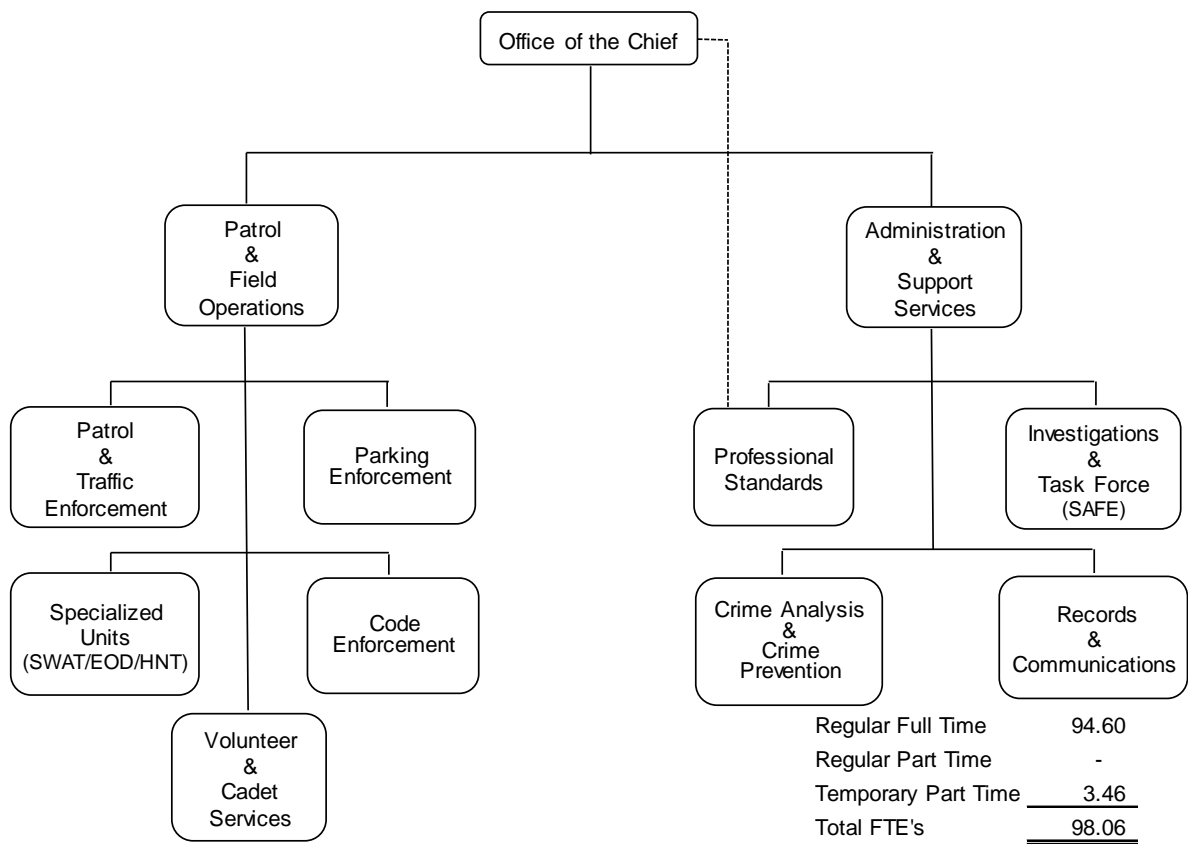 Office of the Chief
Patrol
&
Field
Operations
Administration
&
Support
Services
Patrol
&
Traffic
Enforcement
Parking
Enforcement
Professional
Standards
Investigations
&
Task Force
(SAFE)
Specialized
Units
(SWAT/EOD/HNT)
Code
Enforcement
Crime Analysis
&
Crime
Prevention
Records
&
Communications
Volunteer
&
Cadet
Services
Regular Full Time 94.60
Regular Part Time -
Temporary Part Time 3.46
Total FTE's 98.06